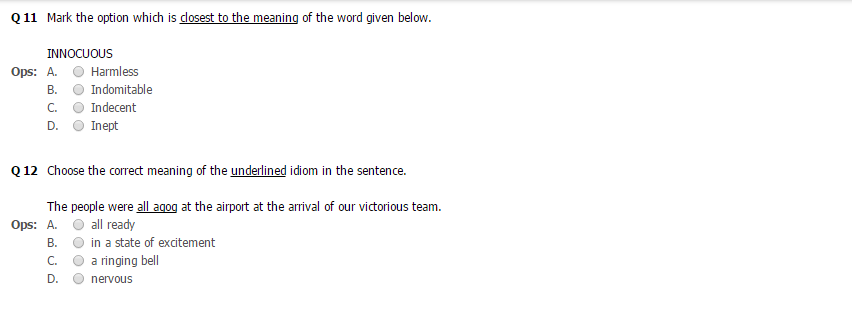 Q 11 Mark the option which is closest to the meaning of the word given below.
INNOCUOUS
Ops: A. Harmless
B. Indomitable
C. Indecent
D. Inept
Q 12 Choose the correct meaning of the underlined idiom in the sentence.
The people were all agog at the airport at the arrival of our victorious team.
Ops: A. all ready
B. in a state of excitement
C. a ringing bell
D. nervous